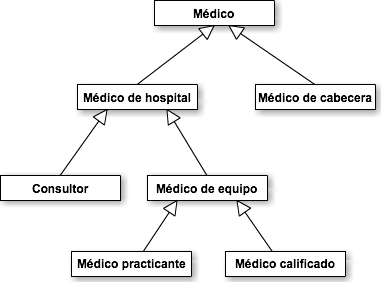 Médico
Médico de hospital
Médico de cabecera
Consultor
Médico de equipo
Médico practicante
Médico calificado